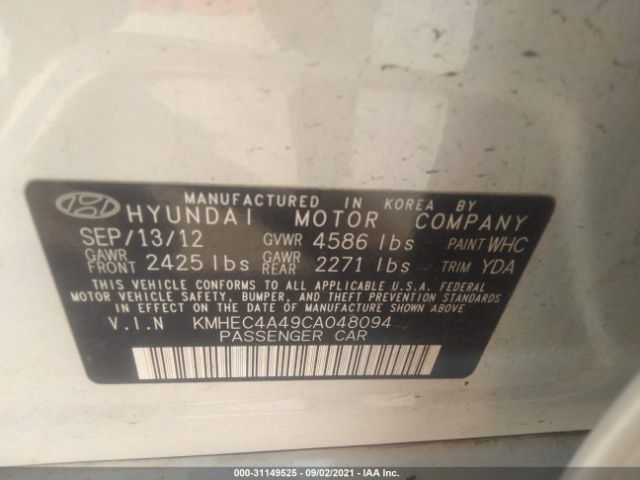 MANUFACTURED IN KOREA BY
HYUNDAI MOTOR COMPANY
SEP/13/12 GVWR 4586 lbs PAINT WHC
GAWR FRONT 2425 lbs GAWR REAR 2271 lbs TRIM YDA
THIS VEHICLE CONFORMS TO ALL APPLICABLE U.S.A. FEDERAL
MOTOR VEHICLE SAFETY, BUMPER, AND THEFT PREVENTION STANDARDS
IN EFFECT ON THE DATE OF MANUFACTURE SHOWN ABOVE.
V.I.N KMHEC4A49CA048094
PASSENGER CAR
000-31149525 - 09/02/2021 - IAA Inc.